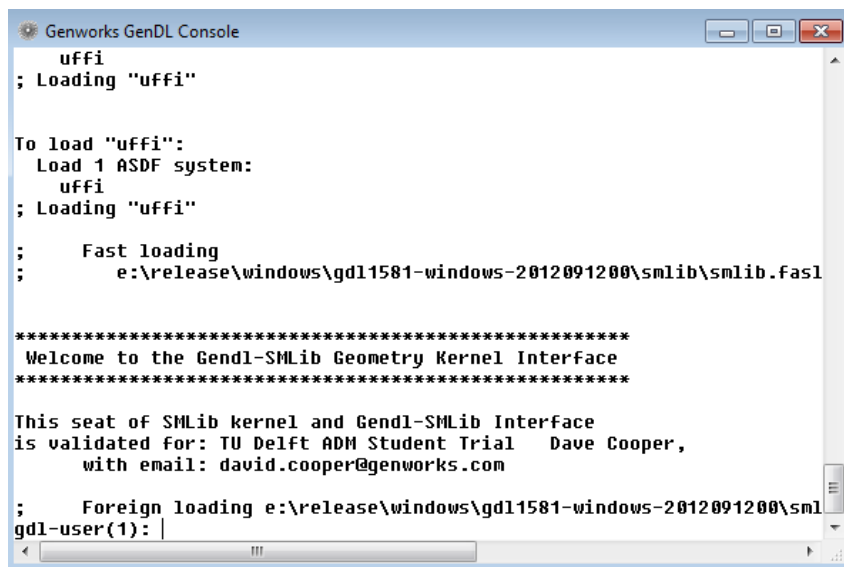 Genworks GenDL Console
uffi
; Loading "uffi"
To load "uffi":
Load 1 ASDF system:
uffi
; Loading "uffi"
; Fast loading
; e:\release\windows\gdl1581-windows-2012091200\smlib\smlib.fasl
******************************************************
Welcome to the Gendl-SMLib Geometry Kernel Interface
******************************************************
This seat of SMLib kernel and Gendl-SMLib Interface
is validated for: TU Delft ADM Student Trial   Dave Cooper,
with email: david.cooper@genworks.com
; Foreign loading e:\release\windows\gdl1581-windows-2012091200\sml
gdl-user(1):